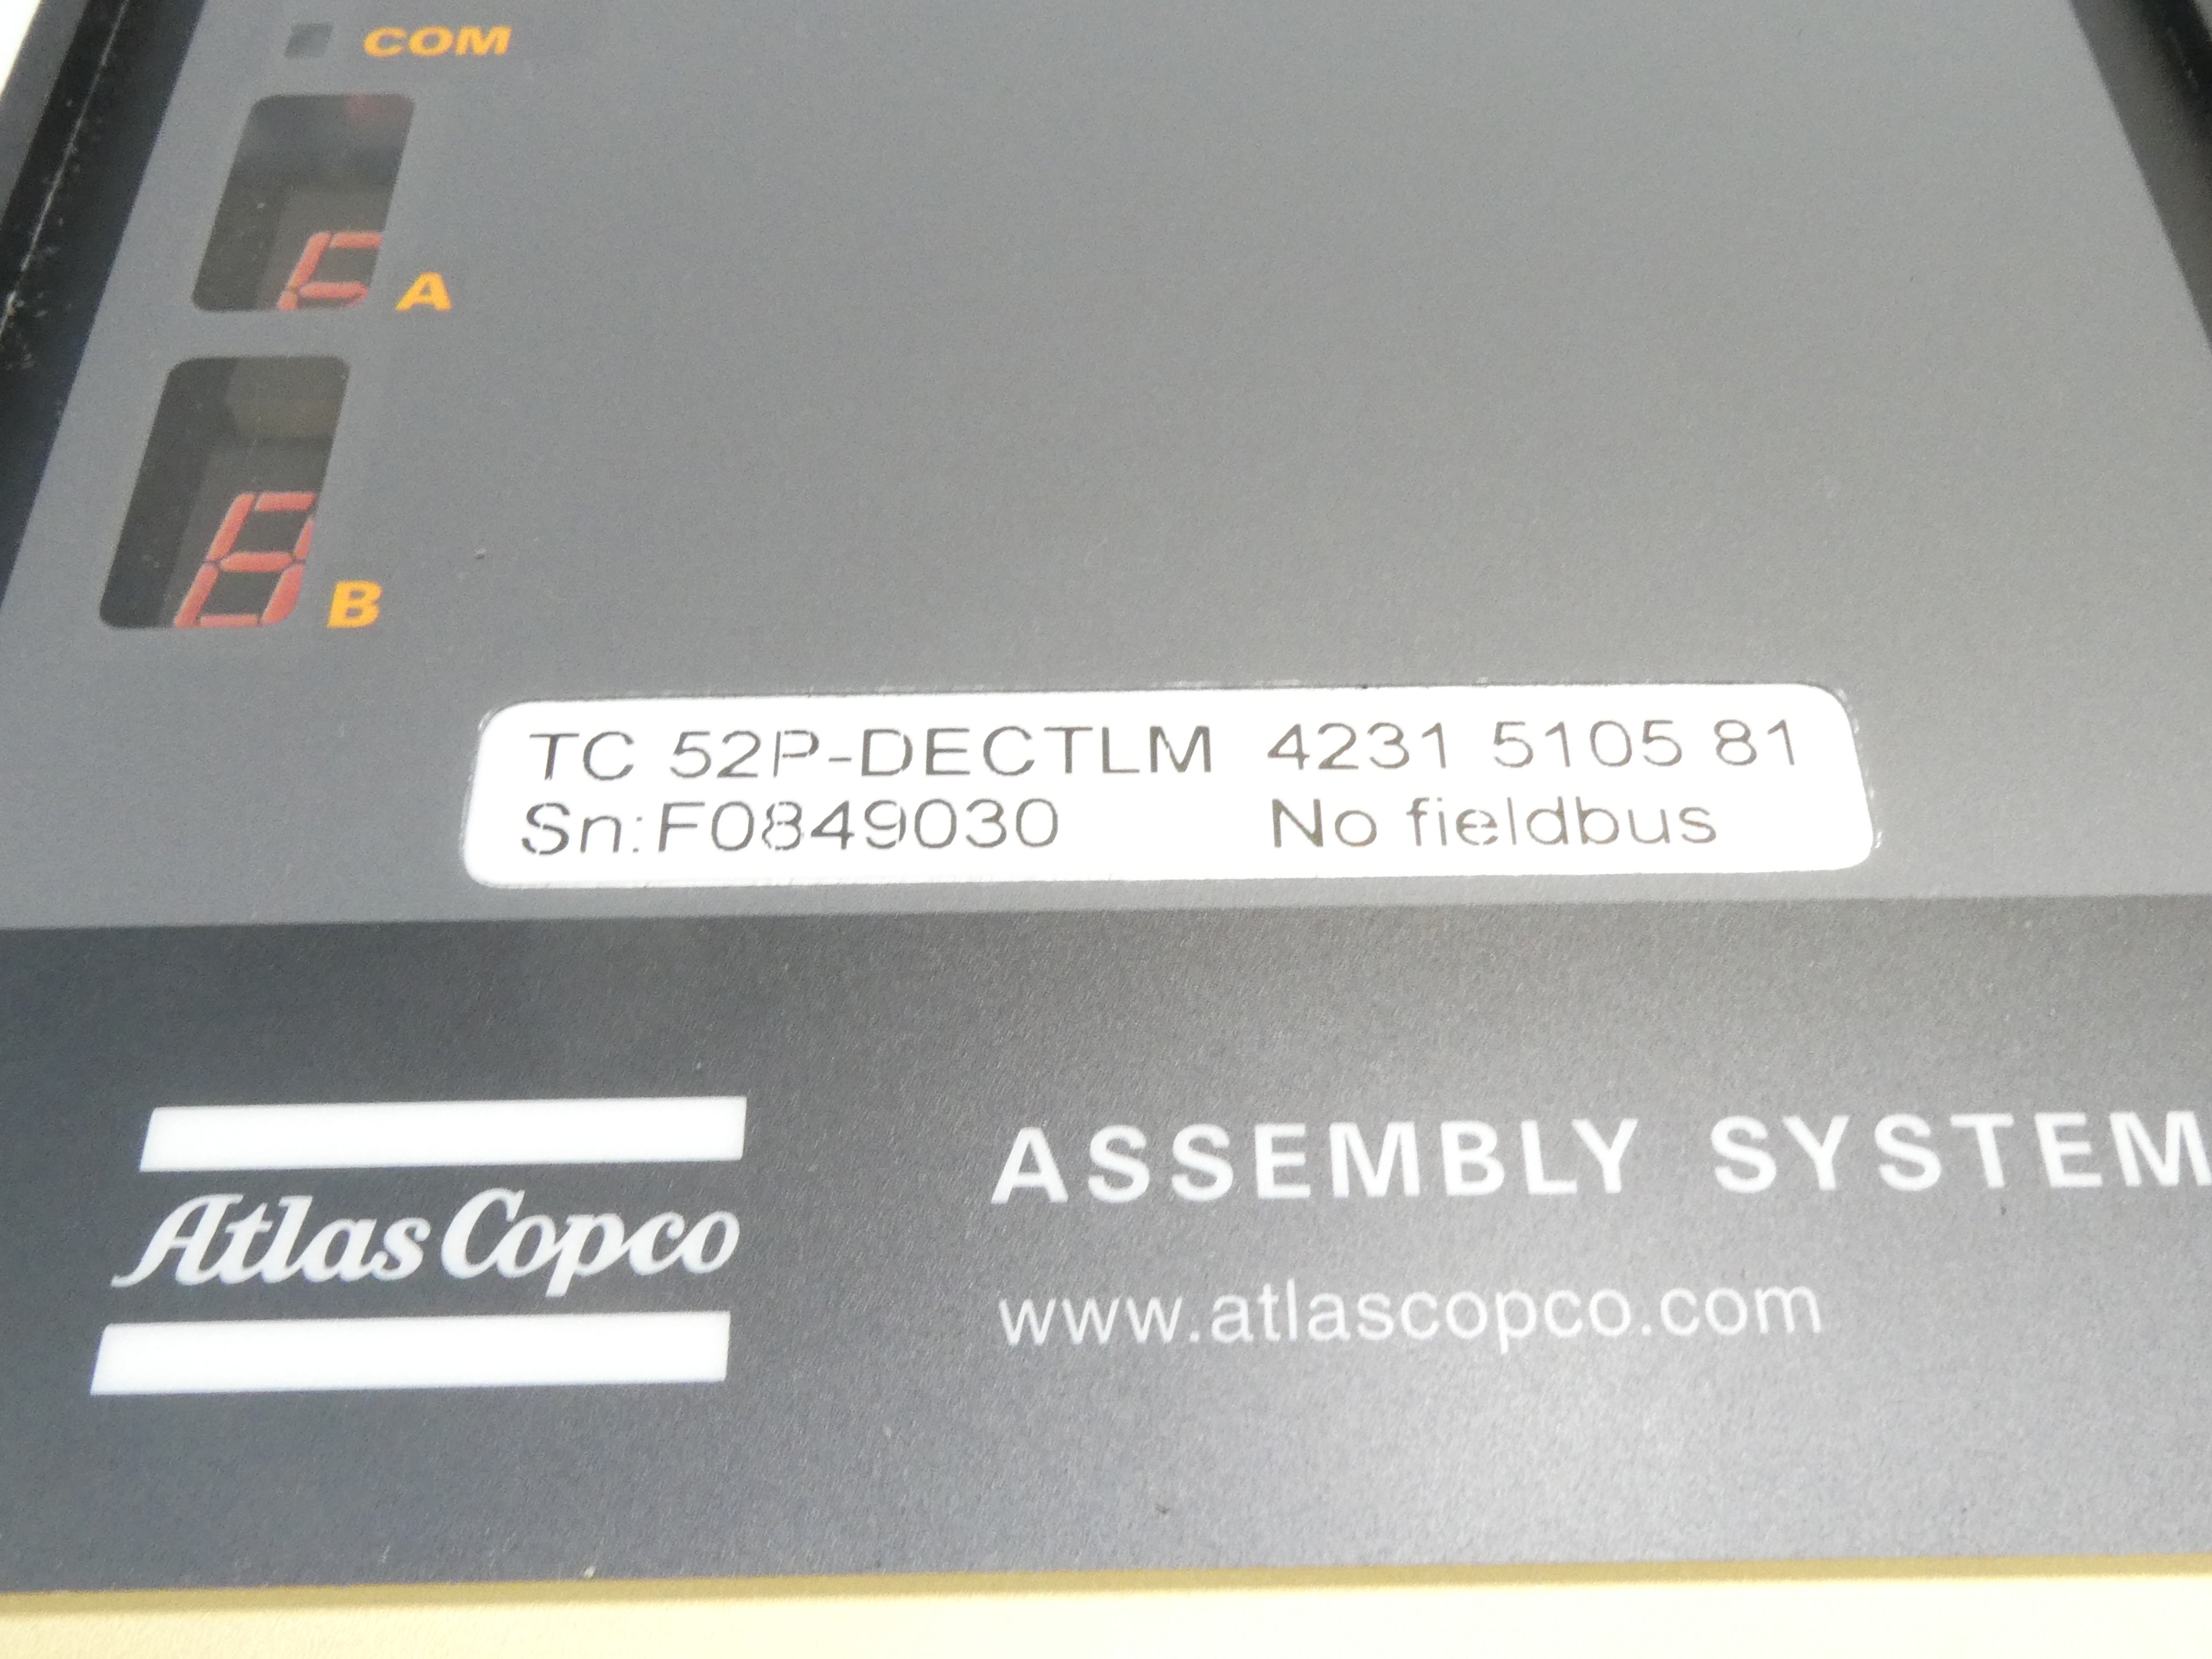 COM
A
B
TC 52P-DECTLM 4231 5105 81
Sn:F0849030 No fieldbus
Atlas Copco
ASSEMBLY SYSTEM
www.atlascopco.com